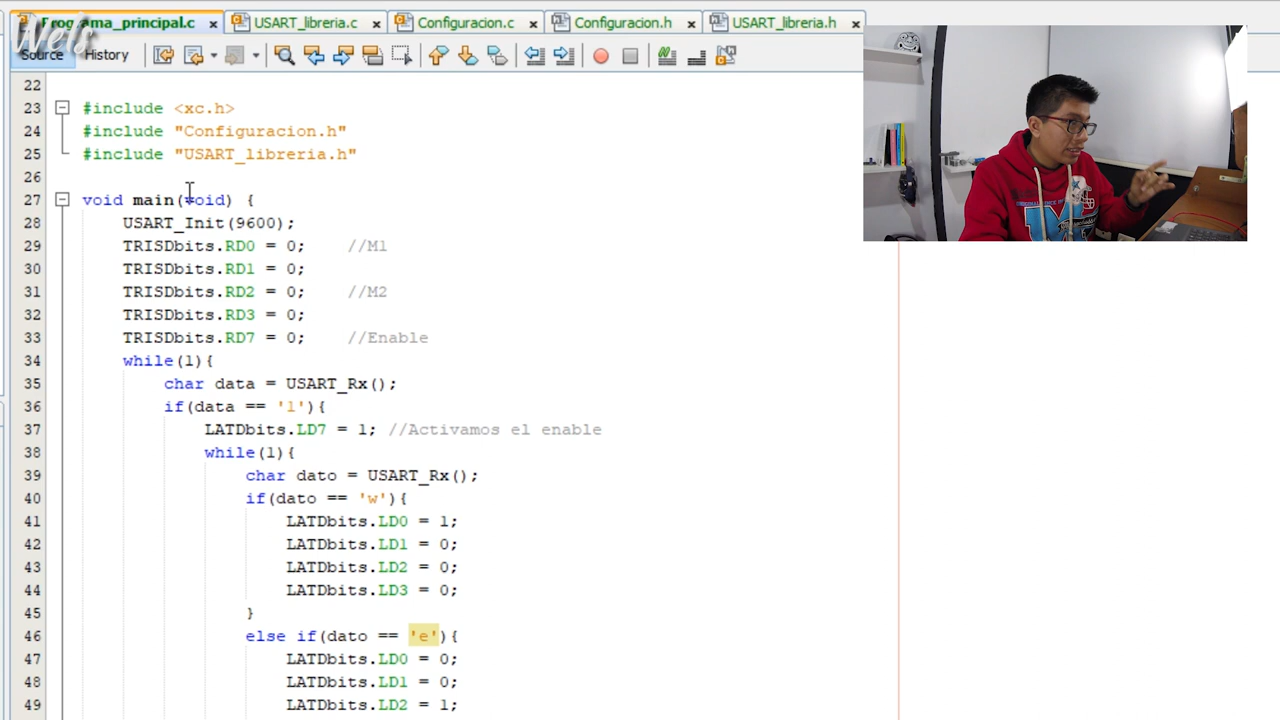 Programa_principal.c
USART_libreria.c
Configuracion.c
Configuracion.h
USART_libreria.h
Nels
Source
History
22
23 #include <xc.h>
24 #include "Configuracion.h"
25 #include "USART_libreria.h"
26
27 void main(void) {
28 USART_Init(9600);
29 TRISDbits.RD0 = 0; //M1
30 TRISDbits.RD1 = 0;
31 TRISDbits.RD2 = 0; //M2
32 TRISDbits.RD3 = 0;
33 TRISDbits.RD7 = 0; //Enable
34 while(1){
35 char data = USART_Rx();
36 if(data == 'l'){
37 LATDbits.LD7 = 1; //Activamos el enable
38 while(1){
39 char dato = USART_Rx();
40 if(dato == 'w'){
41 LATDbits.LD0 = 1;
42 LATDbits.LD1 = 0;
43 LATDbits.LD2 = 0;
44 LATDbits.LD3 = 0;
45 }
46 else if(dato == 'e'){
47 LATDbits.LD0 = 0;
48 LATDbits.LD1 = 0;
49 LATDbits.LD2 = 1;